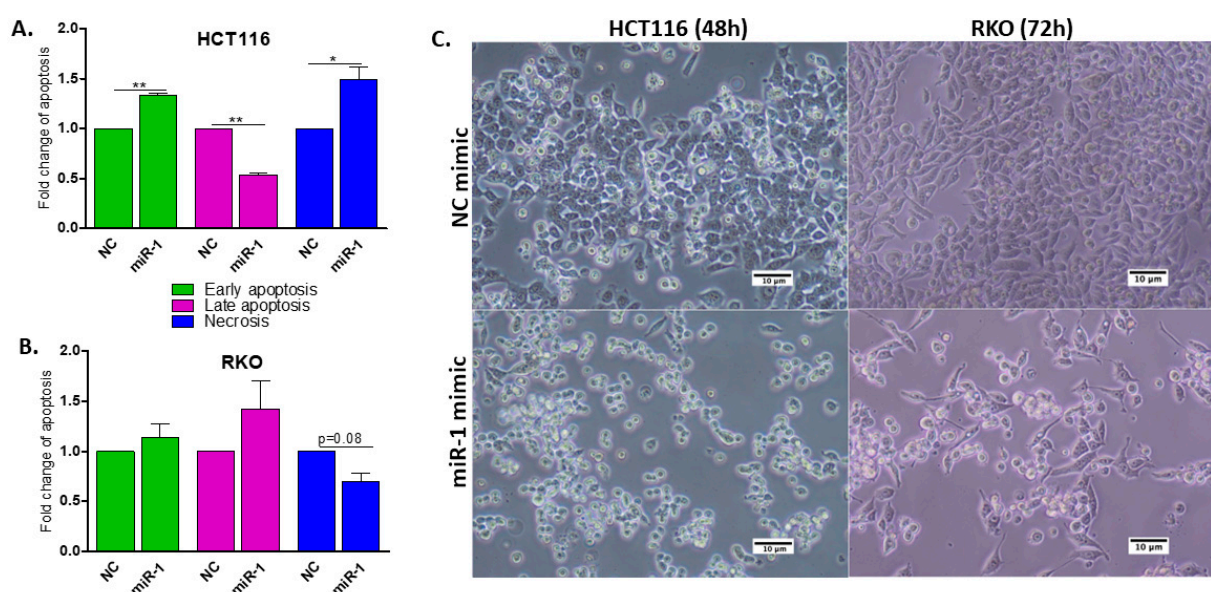 A.
HCT116
Fold change of apoptosis
2.0
1.5
1.0
0.5
0.0
**
**
*
NC
miR-1
NC
miR-1
NC
miR-1
Early apoptosis
Late apoptosis
Necrosis
B.
RKO
Fold change of apoptosis
2.0
1.5
1.0
0.5
0.0
p=0.08
NC
miR-1
NC
miR-1
NC
miR-1
C.
HCT116 (48h)
RKO (72h)
NC mimic
10 µm
10 µm
miR-1 mimic
10 µm
10 µm